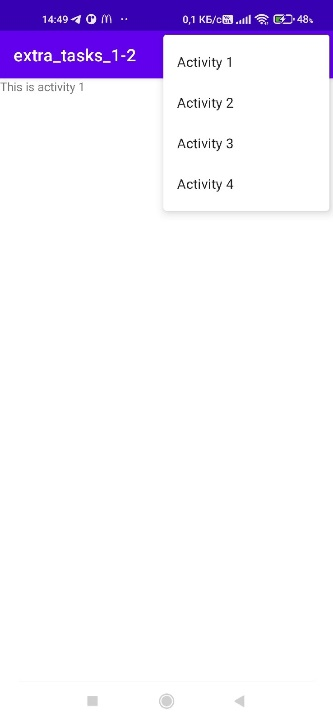 14:49
0,1 КБ/с
48%
extra_tasks_1-2
Activity 1
This is activity 1
Activity 2
Activity 3
Activity 4